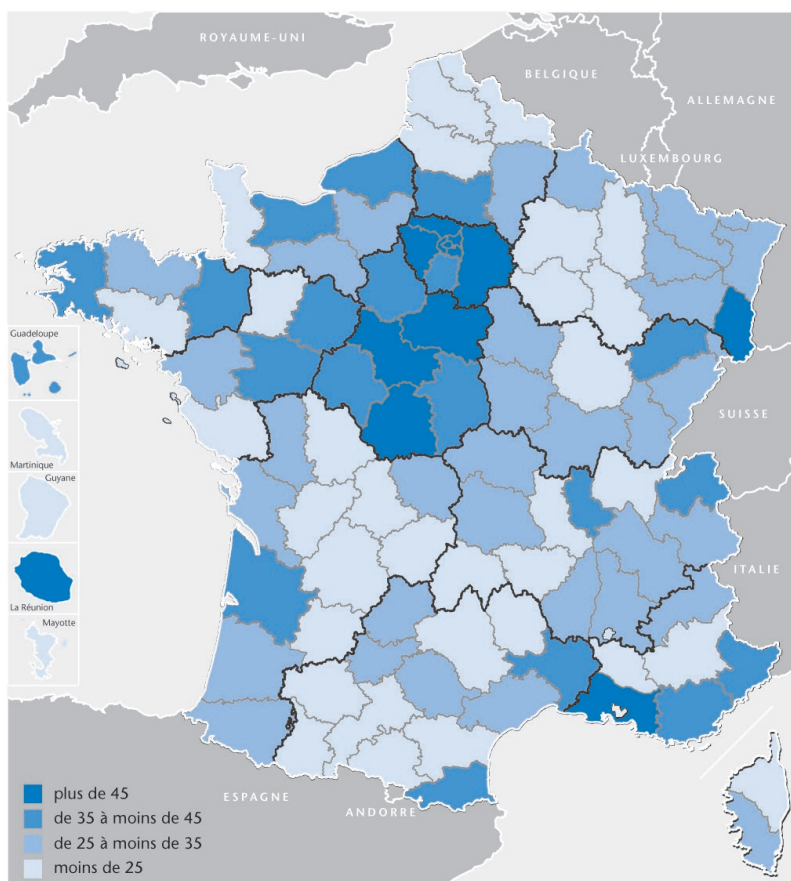 ROYAUME-UNI
BELGIQUE
ALLEMAGNE
LUXEMBOURG
Guadeloupe
SUISSE
Martinique
Guyane
ITALIE
La Réunion
Mayotte
plus de 45
de 35 à moins de 45
de 25 à moins de 35
moins de 25
ESPAGNE
ANDORRE